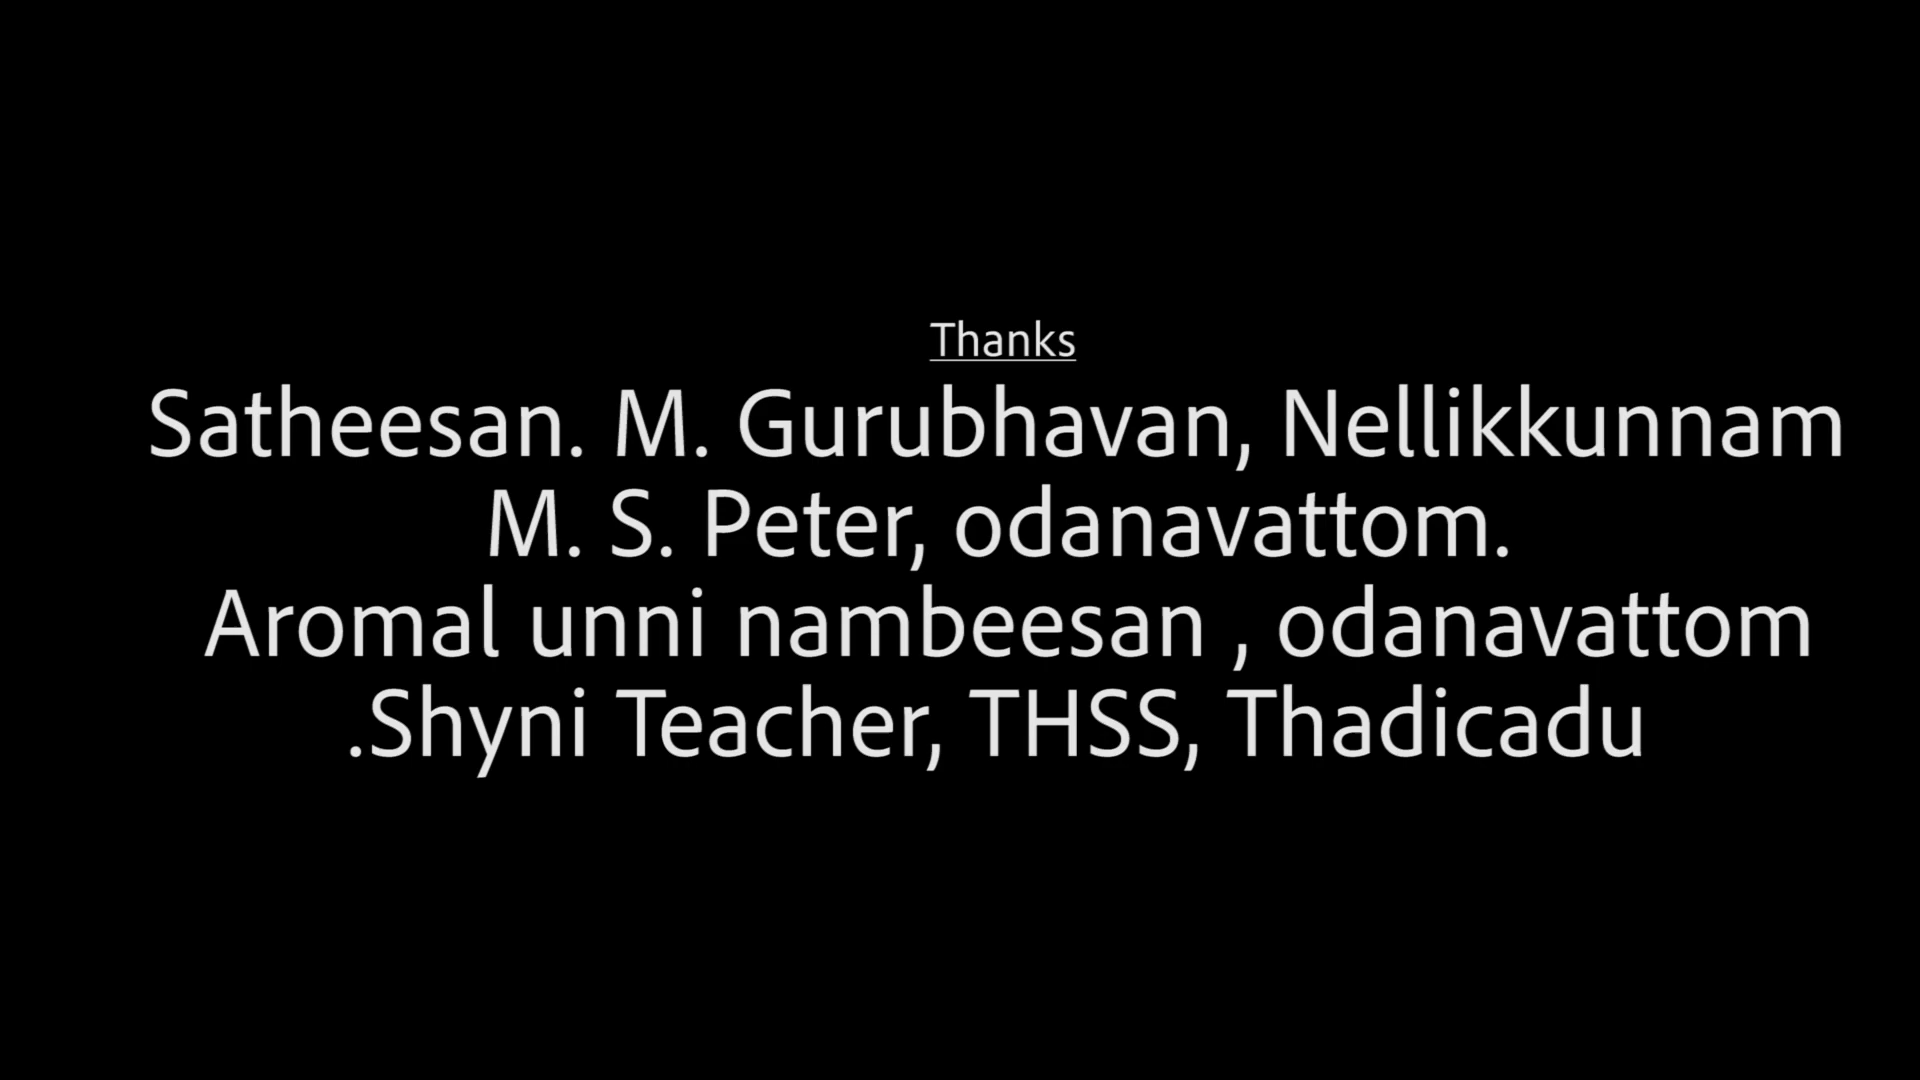 Thanks
Satheesan. M. Gurubhavan, Nellikkunnam
M. S. Peter, odanavattom.
Aromal unni nambeesan , odanavattom
.Shyni Teacher, THSS, Thadicadu